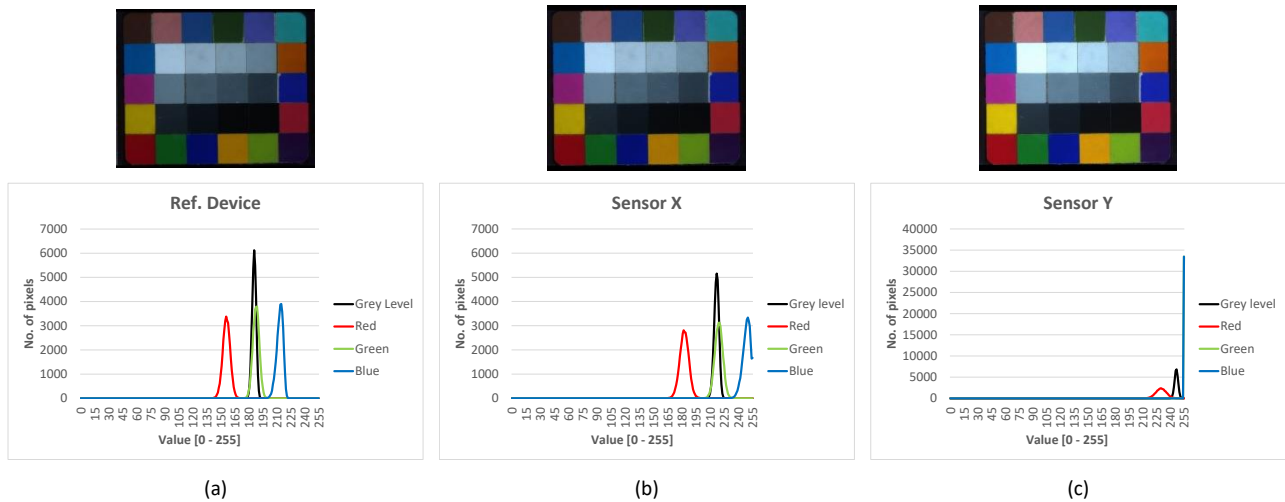 Ref. Device
7000
6000
5000
4000
3000
2000
1000
0
No. of pixels
0 15 30 45 60 75 90 105 120 135 150 165 180 195 210 225 240 255
Value [0 - 255]
Grey Level
Red
Green
Blue
(a)
Sensor X
7000
6000
5000
4000
3000
2000
1000
0
No. of pixels
0 15 30 45 60 75 90 105 120 135 150 165 180 195 210 225 240 255
Value [0 - 255]
Grey level
Red
Green
Blue
(b)
Sensor Y
40000
35000
30000
25000
20000
15000
10000
5000
0
No. of pixels
0 15 30 45 60 75 90 105 120 135 150 165 180 195 210 225 240 255
Value [0 - 255]
Grey level
Red
Green
Blue
(c)